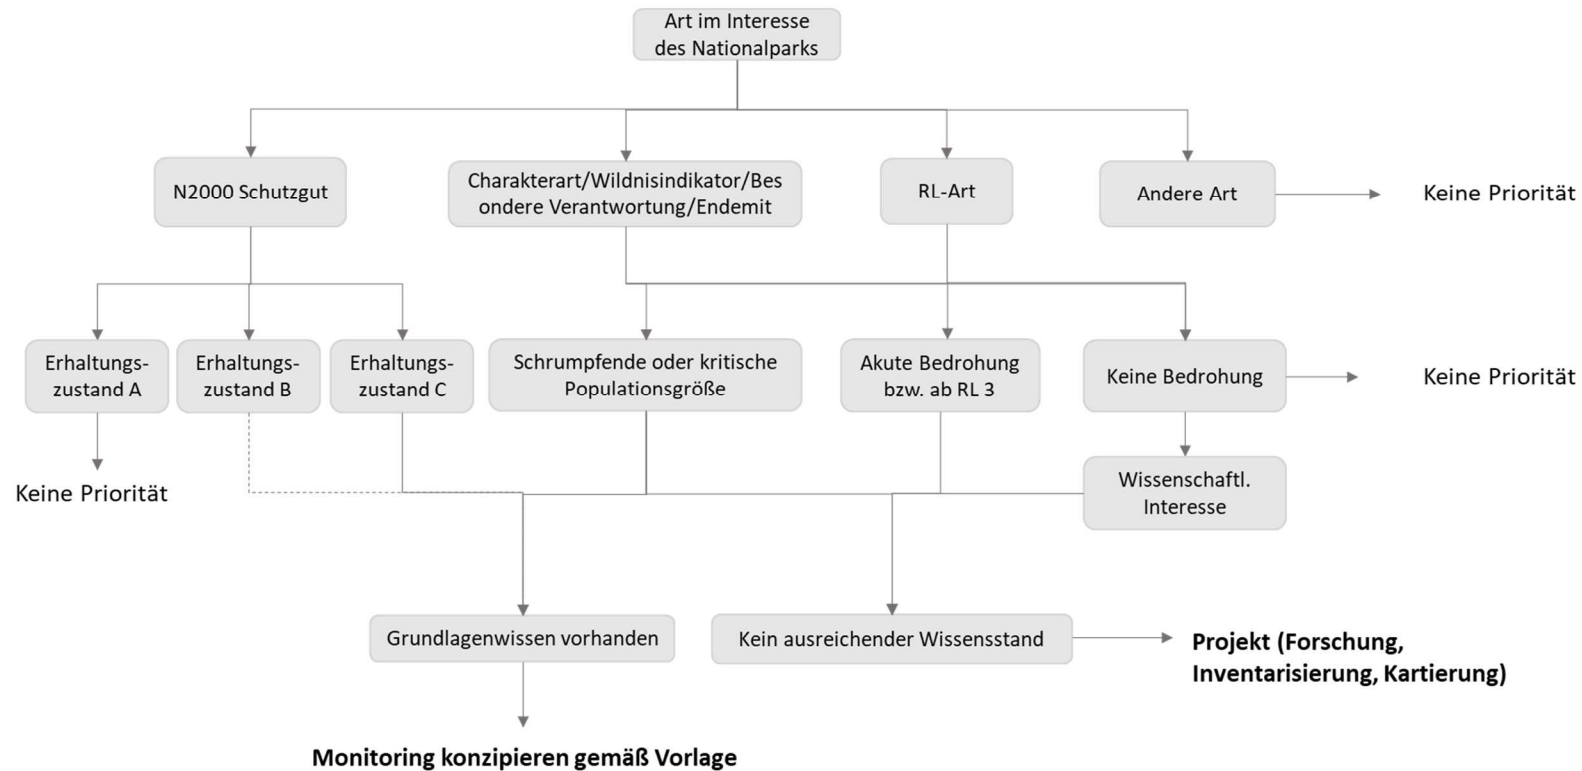 Art im Interesse
des Nationalparks
N2000 Schutzgut
Charakterart/Wildnisindikator/Bes
ondere Verantwortung/Endemit
RL-Art
Andere Art
Keine Priorität
Erhaltungs-
zustand A
Erhaltungs-
zustand B
Erhaltungs-
zustand C
Schrumpfende oder kritische
Populationsgröße
Akute Bedrohung
bzw. ab RL 3
Keine Bedrohung
Keine Priorität
Keine Priorität
Wissenschaftl.
Interesse
Grundlagenwissen vorhanden
Kein ausreichender Wissensstand
Projekt (Forschung,
Inventarisierung, Kartierung)
Monitoring konzipieren gemäß Vorlage